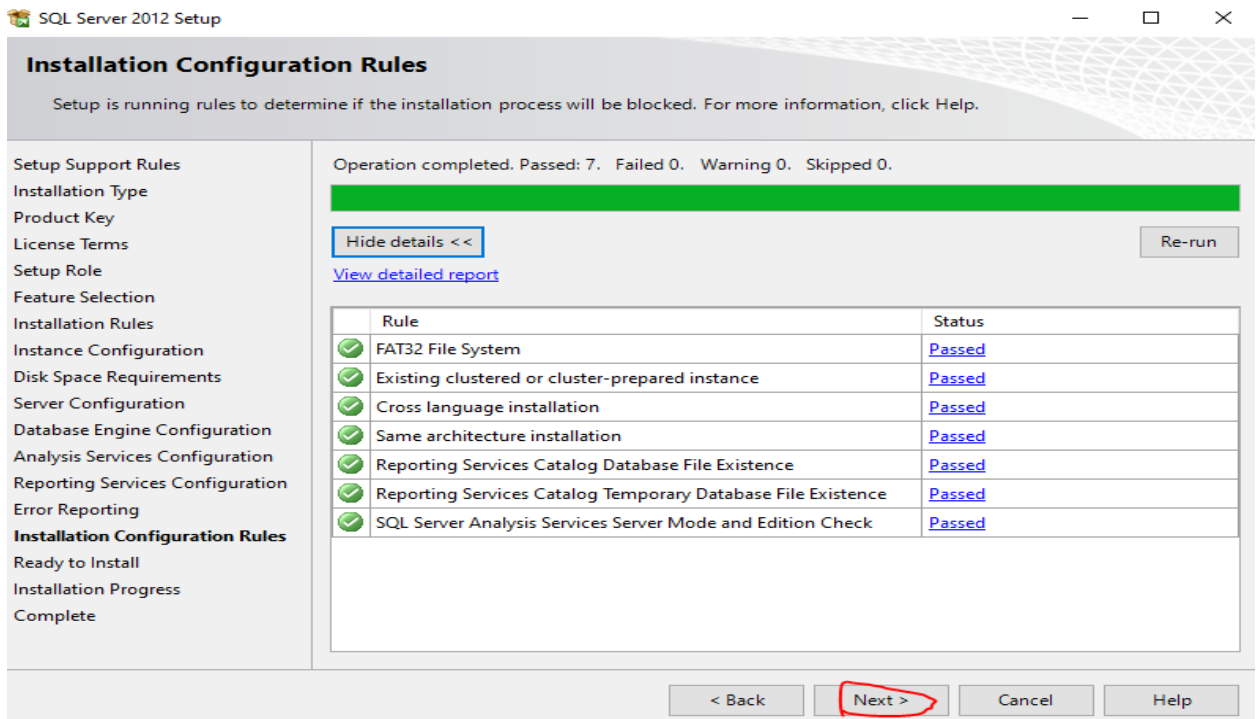 SQL Server 2012 Setup
Installation Configuration Rules
Setup is running rules to determine if the installation process will be blocked. For more information, click Help.
Setup Support Rules
Installation Type
Product Key
License Terms
Setup Role
Feature Selection
Installation Rules
Instance Configuration
Disk Space Requirements
Server Configuration
Database Engine Configuration
Analysis Services Configuration
Reporting Services Configuration
Error Reporting
Installation Configuration Rules
Ready to Install
Installation Progress
Complete
Operation completed. Passed: 7.   Failed 0.   Warning 0.   Skipped 0.
Hide details << Re-run
View detailed report
Rule Status
FAT32 File System Passed
Existing clustered or cluster-prepared instance Passed
Cross language installation Passed
Same architecture installation Passed
Reporting Services Catalog Database File Existence Passed
Reporting Services Catalog Temporary Database File Existence Passed
SQL Server Analysis Services Server Mode and Edition Check Passed
< Back Next > Cancel Help